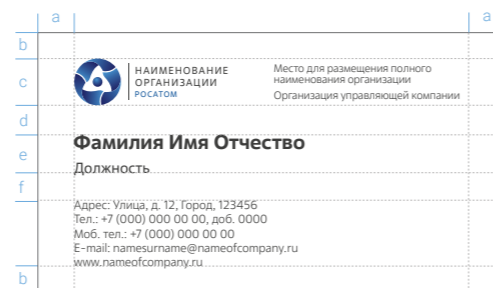 a
a
b
c
НАИМЕНОВАНИЕ
ОРГАНИЗАЦИИ
РОСАТОМ
Место для размещения полного
наименования организации
Организация управляющей компании
d
e
Фамилия Имя Отчество
Должность
f
Адрес: Улица, д. 12, Город, 123456
Тел.: +7 (000) 000 00 00, доб. 0000
Моб. тел.: +7 (000) 000 00 00
E-mail: namesurname@nameofcompany.ru
www.nameofcompany.ru
b